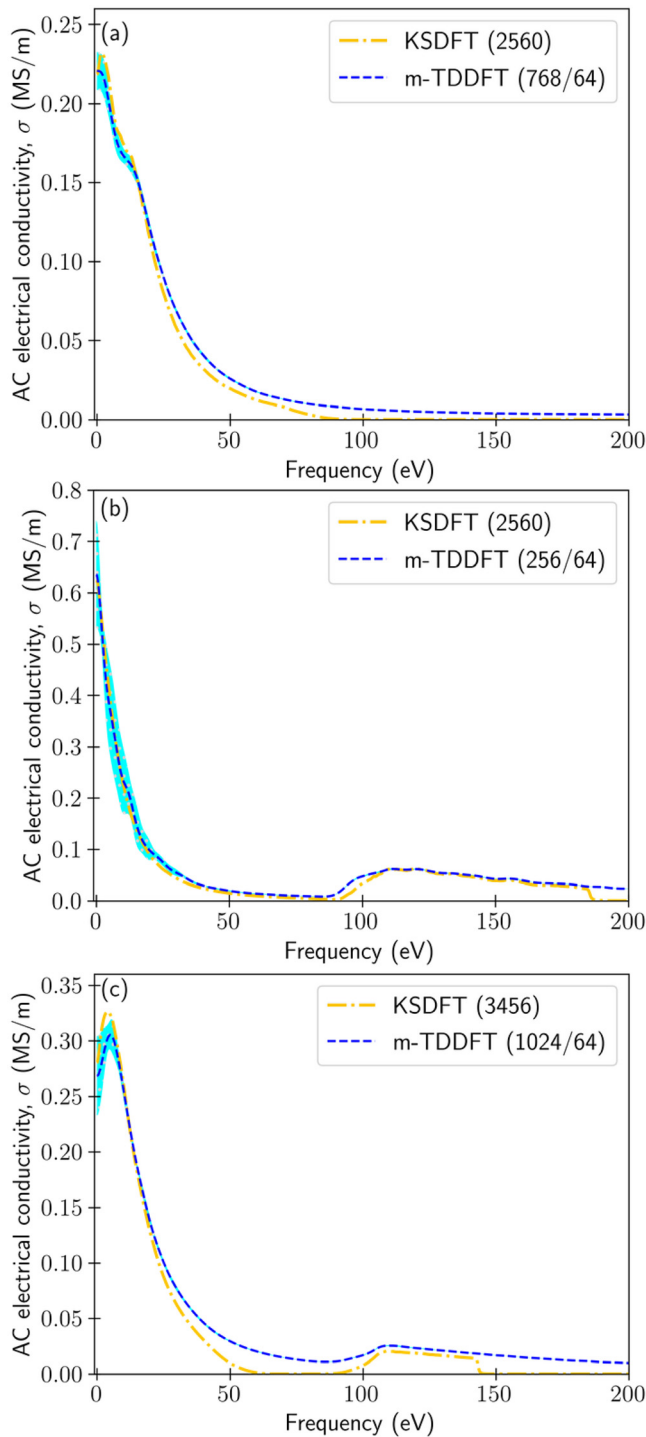 (a)
KSDFT (2560)
m-TDDFT (768/64)
AC electrical conductivity, σ (MS/m)
0.25
0.20
0.15
0.10
0.05
0.00
0 50 100 150 200
Frequency (eV)
(b)
KSDFT (2560)
m-TDDFT (256/64)
AC electrical conductivity, σ (MS/m)
0.8
0.7
0.6
0.5
0.4
0.3
0.2
0.1
0.0
0 50 100 150 200
Frequency (eV)
(c)
KSDFT (3456)
m-TDDFT (1024/64)
AC electrical conductivity, σ (MS/m)
0.35
0.30
0.25
0.20
0.15
0.10
0.05
0.00
0 50 100 150 200
Frequency (eV)